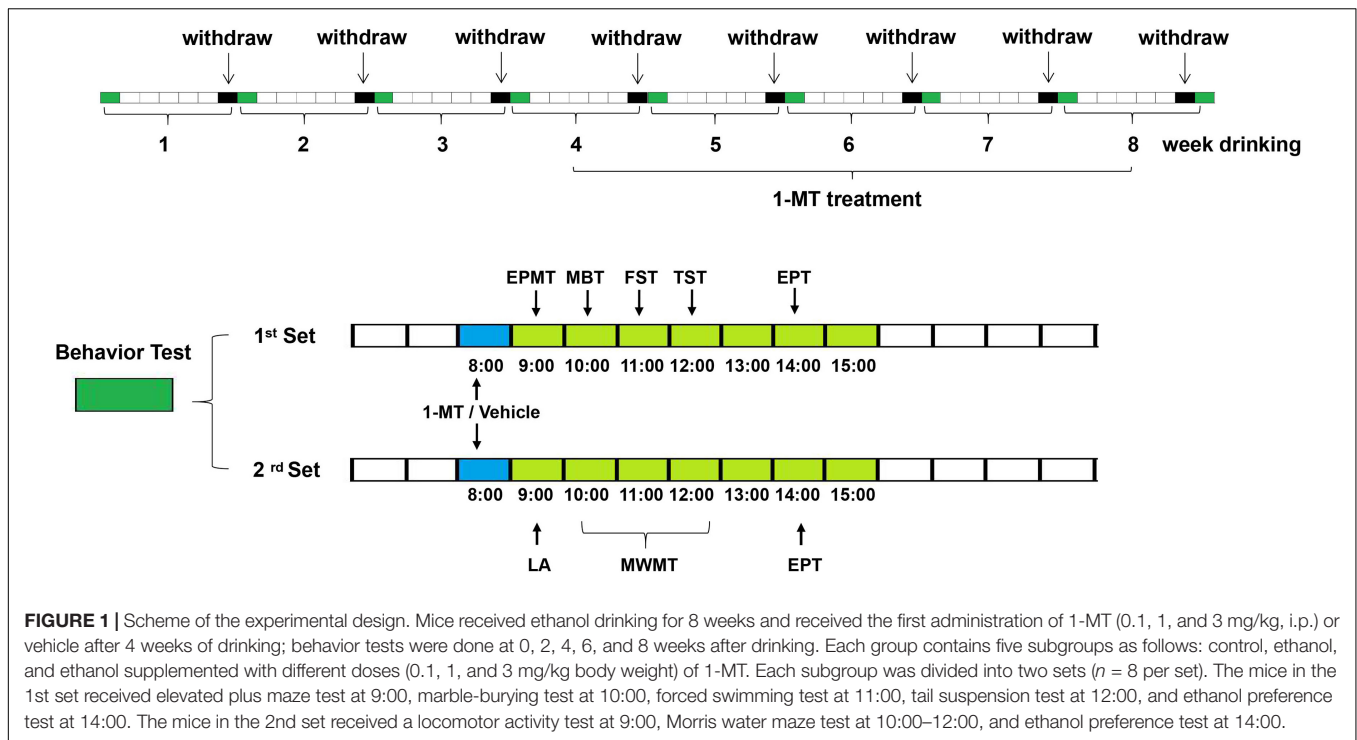 withdraw withdraw withdraw withdraw withdraw withdraw withdraw withdraw
1 2 3 4 5 6 7 8 week drinking
1-MT treatment
EPMT MBT FST TST EPT
1st Set
Behavior Test
8:00 9:00 10:00 11:00 12:00 13:00 14:00 15:00
1-MT / Vehicle
2 rd Set
8:00 9:00 10:00 11:00 12:00 13:00 14:00 15:00
LA MWMT EPT
FIGURE 1 | Scheme of the experimental design. Mice received ethanol drinking for 8 weeks and received the first administration of 1-MT (0.1, 1, and 3 mg/kg, i.p.) or
vehicle after 4 weeks of drinking; behavior tests were done at 0, 2, 4, 6, and 8 weeks after drinking. Each group contains five subgroups as follows: control, ethanol,
and ethanol supplemented with different doses (0.1, 1, and 3 mg/kg body weight) of 1-MT. Each subgroup was divided into two sets (n = 8 per set). The mice in the
1st set received elevated plus maze test at 9:00, marble-burying test at 10:00, forced swimming test at 11:00, tail suspension test at 12:00, and ethanol preference
test at 14:00. The mice in the 2nd set received a locomotor activity test at 9:00, Morris water maze test at 10:00–12:00, and ethanol preference test at 14:00.